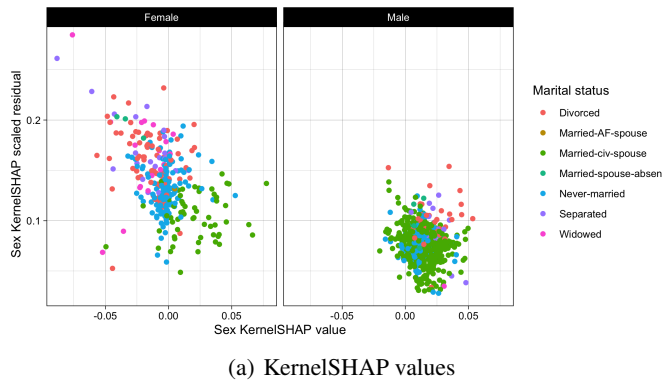 Female
Male
Sex KernelSHAP scaled residual
0.2
0.1
-0.05
0.00
0.05
-0.05
0.00
0.05
Sex KernelSHAP value
Marital status
Divorced
Married-AF-spouse
Married-civ-spouse
Married-spouse-absen
Never-married
Separated
Widowed
(a) KernelSHAP values